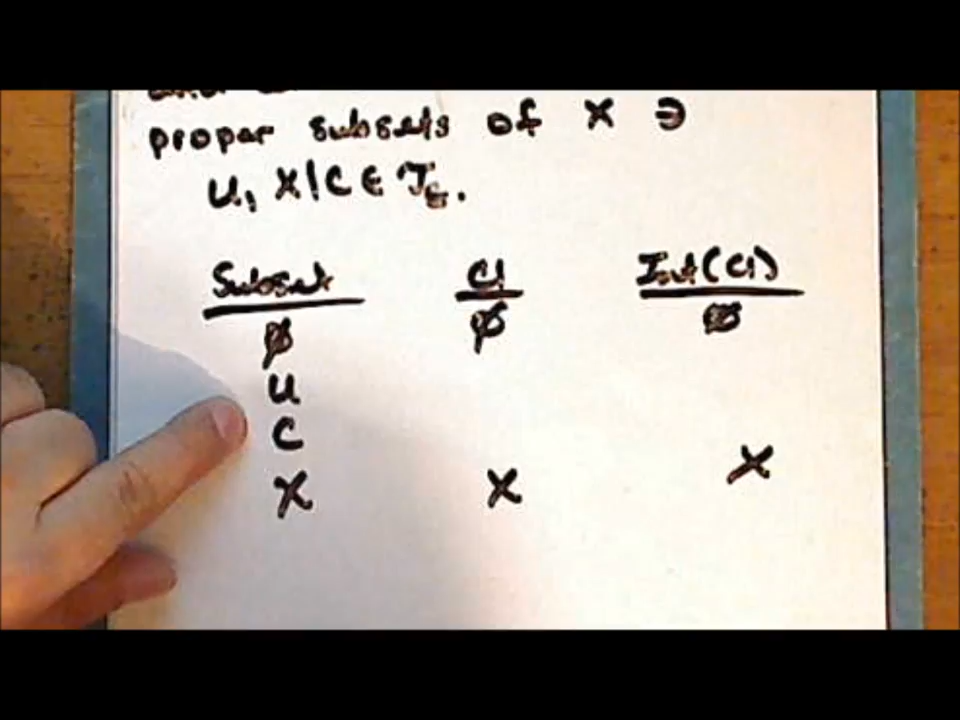 proper subsets of X ∋
U, X\C ∈ 𝒯
Subset Cl Int(Cl)
∅ ∅ ∅
U
C
X X X